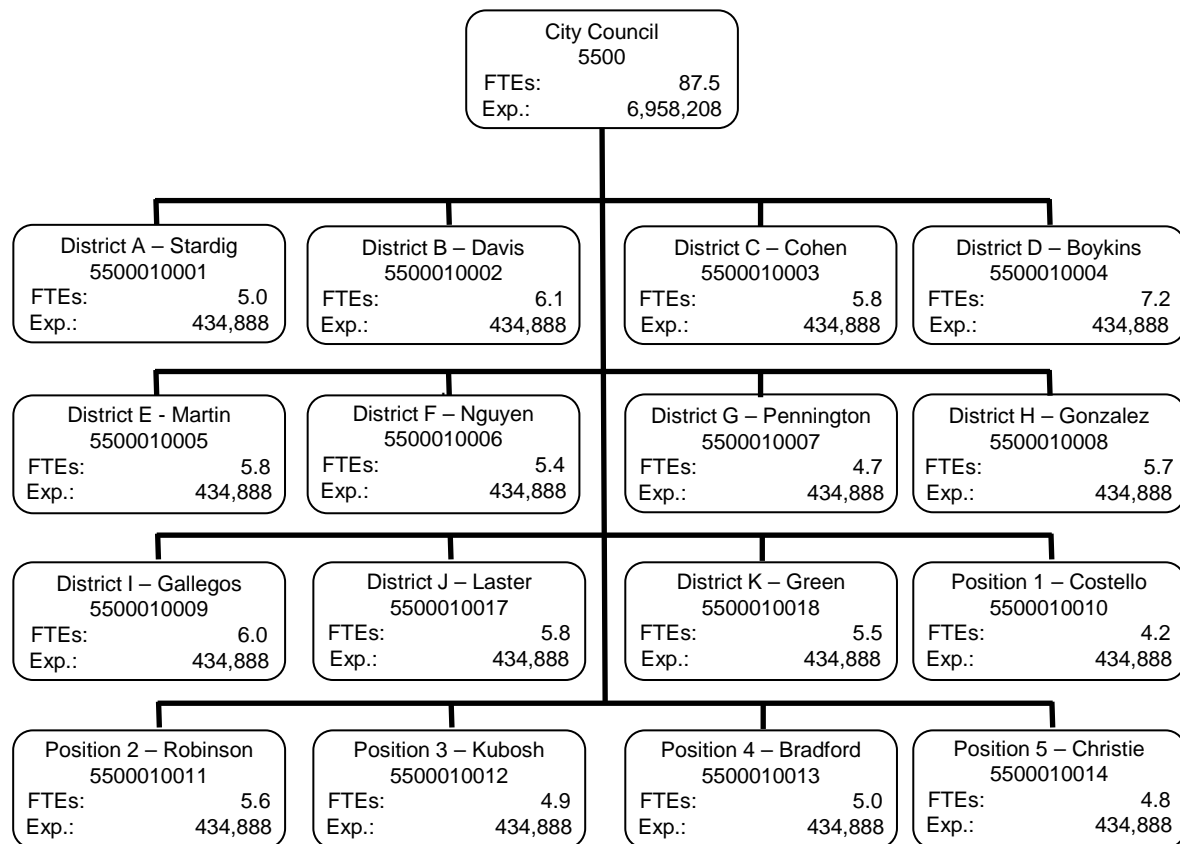 City Council
5500
FTEs: 87.5
Exp.: 6,958,208
District A – Stardig
5500010001
FTEs: 5.0
Exp.: 434,888
District B – Davis
5500010002
FTEs: 6.1
Exp.: 434,888
District C – Cohen
5500010003
FTEs: 5.8
Exp.: 434,888
District D – Boykins
5500010004
FTEs: 7.2
Exp.: 434,888
District E - Martin
5500010005
FTEs: 5.8
Exp.: 434,888
District F – Nguyen
5500010006
FTEs: 5.4
Exp.: 434,888
District G – Pennington
5500010007
FTEs: 4.7
Exp.: 434,888
District H – Gonzalez
5500010008
FTEs: 5.7
Exp.: 434,888
District I – Gallegos
5500010009
FTEs: 6.0
Exp.: 434,888
District J – Laster
5500010017
FTEs: 5.8
Exp.: 434,888
District K – Green
5500010018
FTEs: 5.5
Exp.: 434,888
Position 1 – Costello
5500010010
FTEs: 4.2
Exp.: 434,888
Position 2 – Robinson
5500010011
FTEs: 5.6
Exp.: 434,888
Position 3 – Kubosh
5500010012
FTEs: 4.9
Exp.: 434,888
Position 4 – Bradford
5500010013
FTEs: 5.0
Exp.: 434,888
Position 5 – Christie
5500010014
FTEs: 4.8
Exp.: 434,888